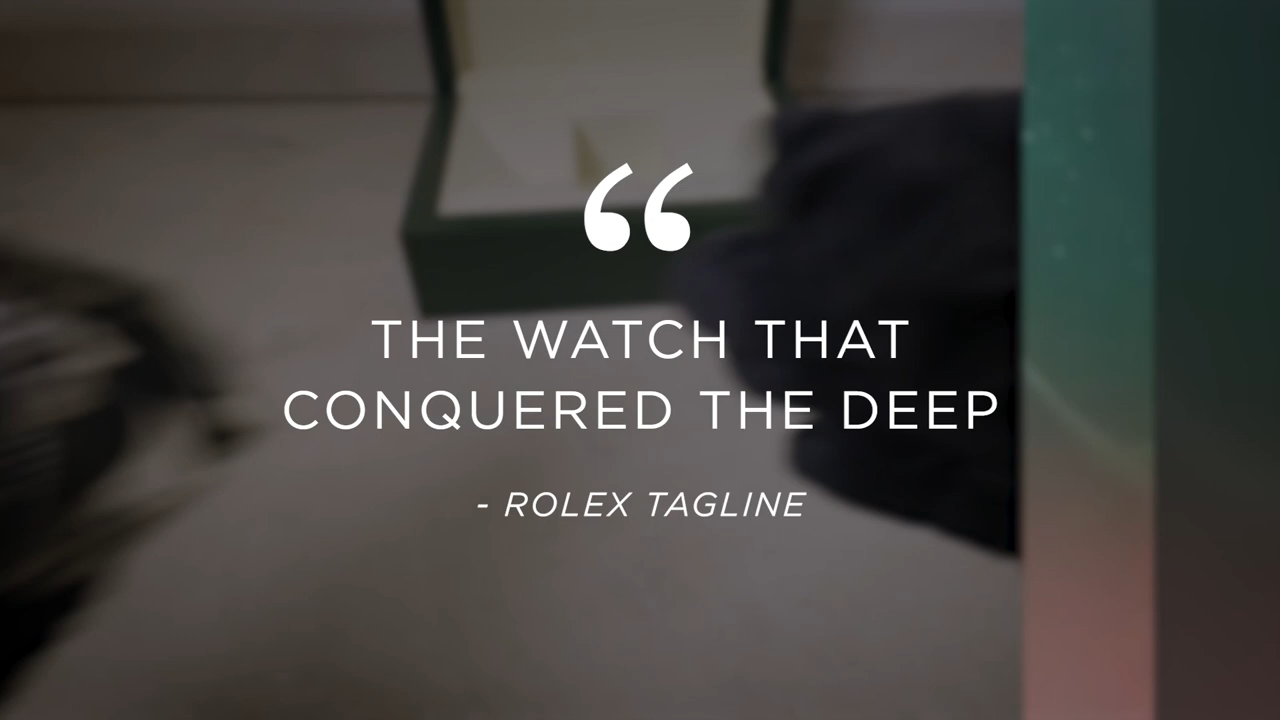 “
THE WATCH THAT
CONQUERED THE DEEP
- ROLEX TAGLINE